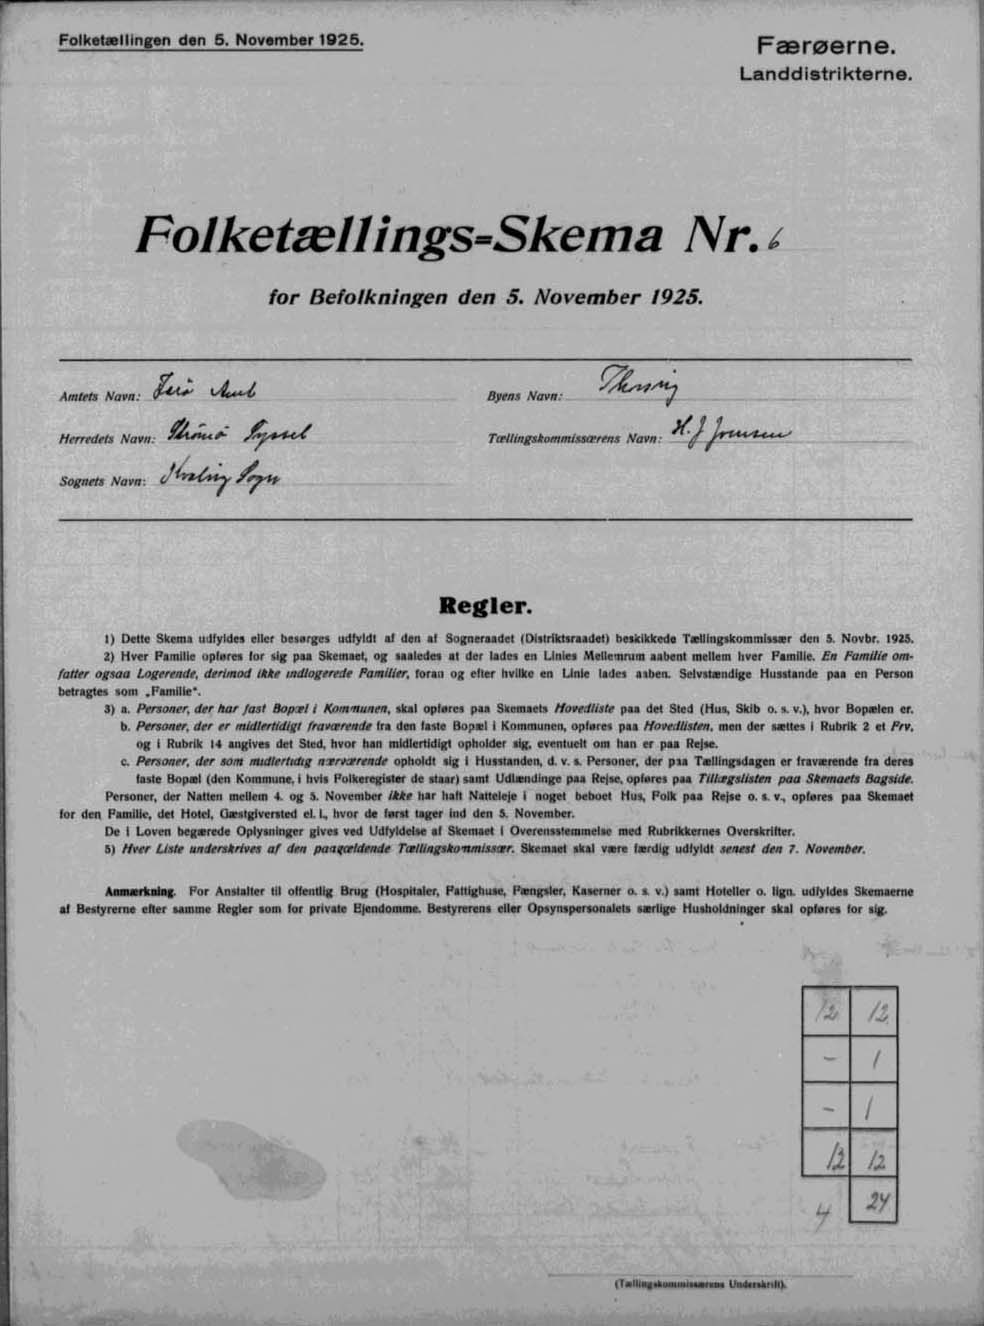 Folketællingen den 5. November 1925.
Færøerne.
Landdistrikterne.
Folketællings=Skema Nr. 6
for Befolkningen den 5. November 1925.
Amtets Navn: Færø Amt
Byens Navn: Thorsvig
Herredets Navn: Strömö Syssel
Tællingskommissærens Navn: H. J. Joensen
Sognets Navn: Kvalvig Sogn
Regler.
1) Dette Skema udfyldes eller besørges udfyldt af den af Sogneraadet (Distriktsraadet) beskikkede Tællingskommissær den 5. Novbr. 1925.
2) Hver Familie opføres for sig paa Skemaet, og saaledes at der lades en Linies Mellemrum aabent mellem hver Familie. En Familie om-
fatter ogsaa Logerende, derimod ikke indlogerede Familier, foran og efter hvilke en Linie lades aaben. Selvstændige Husstande paa en Person
betragtes som „Familie“.
3) a. Personer, der har fast Bopæl i Kommunen, skal opføres paa Skemaets Hovedliste paa det Sted (Hus, Skib o. s. v.), hvor Bopælen er.
b. Personer, der er midlertidigt fraværende fra den faste Bopæl i Kommunen, opføres paa Hovedlisten, men der sættes i Rubrik 2 et Frv,
og i Rubrik 14 angives det Sted, hvor han midlertidigt opholder sig, eventuelt om han er paa Rejse.
c. Personer, der som midlertidig nærværende opholdt sig i Husstanden, d. v. s. Personer, der paa Tællingsdagen er fraværende fra deres
faste Bopæl (den Kommune, i hvis Folkeregister de staar) samt Udlændinge paa Rejse, opføres paa Tillægslisten paa Skemaets Bagside.
Personer, der Natten mellem 4. og 5. November ikke har haft Natteleje i noget beboet Hus, Folk paa Rejse o. s. v., opføres paa Skemaet
for den Familie, det Hotel, Gæstgiversted el. l., hvor de først tager ind den 5. November.
De i Loven begærede Oplysninger gives ved Udfyldelse af Skemaet i Overensstemmelse med Rubrikkernes Overskrifter.
5) Hver Liste underskrives af den paagældende Tællingskommissær. Skemaet skal være færdig udfyldt senest den 7. November.
Anmærkning. For Anstalter til offentlig Brug (Hospitaler, Fattighuse, Fængsler, Kaserner o. s. v.) samt Hoteller o. lign. udfyldes Skemaerne
af Bestyrerne efter samme Regler som for private Ejendomme. Bestyrerens eller Opsynspersonalets særlige Husholdninger skal opføres for sig.
12 12
- 1
- 1
12 12
4 24
(Tællingskommissærens Underskrift).